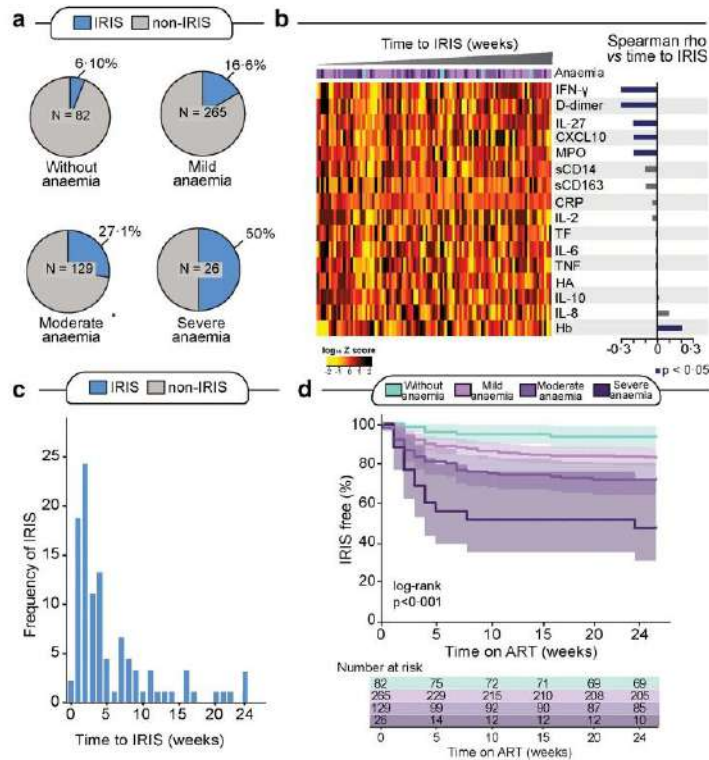 a
IRIS non-IRIS
6·10%
N = 82
Without
anaemia
16·6%
N = 265
Mild
anaemia
27·1%
N = 129
Moderate
anaemia
50%
N = 26
Severe
anaemia
b
Time to IRIS (weeks)
Spearman rho
vs time to IRIS
Anaemia
IFN-γ
D-dimer
IL-27
CXCL10
MPO
sCD14
sCD163
CRP
IL-2
TF
IL-6
TNF
HA
IL-10
IL-8
Hb
log₁₀ Z score
-2 -1 0 1 2
-0·3 0 0·3
p < 0·05
c
IRIS non-IRIS
Frequency of IRIS
25
20
15
10
5
0
0 5 10 15 20 24
Time to IRIS (weeks)
d
Without anaemia Mild anaemia Moderate anaemia Severe anaemia
IRIS free (%)
100
80
60
40
20
0
log-rank
p<0·001
0 5 10 15 20 24
Time on ART (weeks)
Number at risk
82 75 72 71 69 69
265 229 215 210 208 205
129 99 92 90 87 85
26 14 12 12 12 10
0 5 10 15 20 24
Time on ART (weeks)